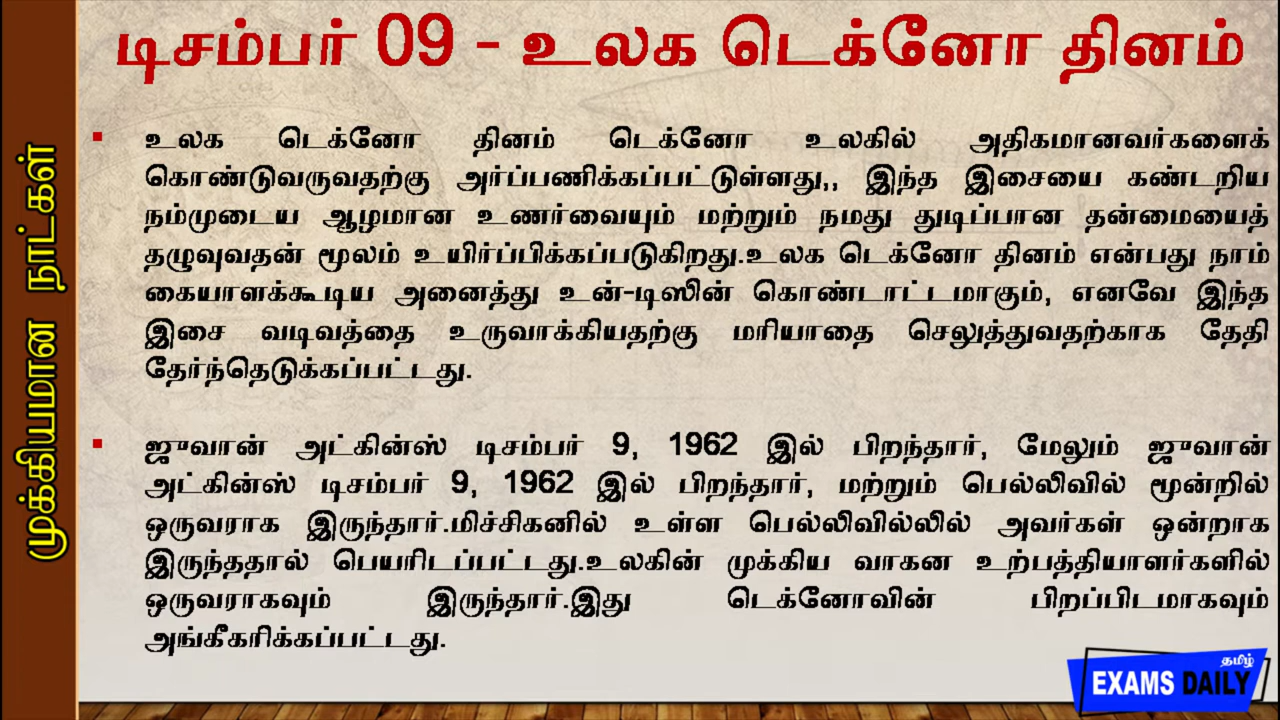 டிசம்பர் 09 - உலக டெக்னோ தினம்
முக்கியமான நாட்கள்
▪ உலக டெக்னோ தினம் டெக்னோ உலகில் அதிகமானவர்களைக்
கொண்டுவருவதற்கு அர்ப்பணிக்கப்பட்டுள்ளது,, இந்த இசையை கண்டறிய
நம்முடைய ஆழமான உணர்வையும் மற்றும் நமது துடிப்பான தன்மையைத்
தழுவுவதன் மூலம் உயிர்ப்பிக்கப்படுகிறது.உலக டெக்னோ தினம் என்பது நாம்
கையாளக்கூடிய அனைத்து உன்-டிஸின் கொண்டாட்டமாகும், எனவே இந்த
இசை வடிவத்தை உருவாக்கியதற்கு மரியாதை செலுத்துவதற்காக தேதி
தேர்ந்தெடுக்கப்பட்டது.
▪ ஜுவான் அட்கின்ஸ் டிசம்பர் 9, 1962 இல் பிறந்தார், மேலும் ஜுவான்
அட்கின்ஸ் டிசம்பர் 9, 1962 இல் பிறந்தார், மற்றும் பெல்லிவில் மூன்றில்
ஒருவராக இருந்தார்.மிச்சிகனில் உள்ள பெல்லிவில்லில் அவர்கள் ஒன்றாக
இருந்ததால் பெயரிடப்பட்டது.உலகின் முக்கிய வாகன உற்பத்தியாளர்களில்
ஒருவராகவும் இருந்தார்.இது டெக்னோவின் பிறப்பிடமாகவும்
அங்கீகரிக்கப்பட்டது.
தமிழ்
EXAMS DAILY